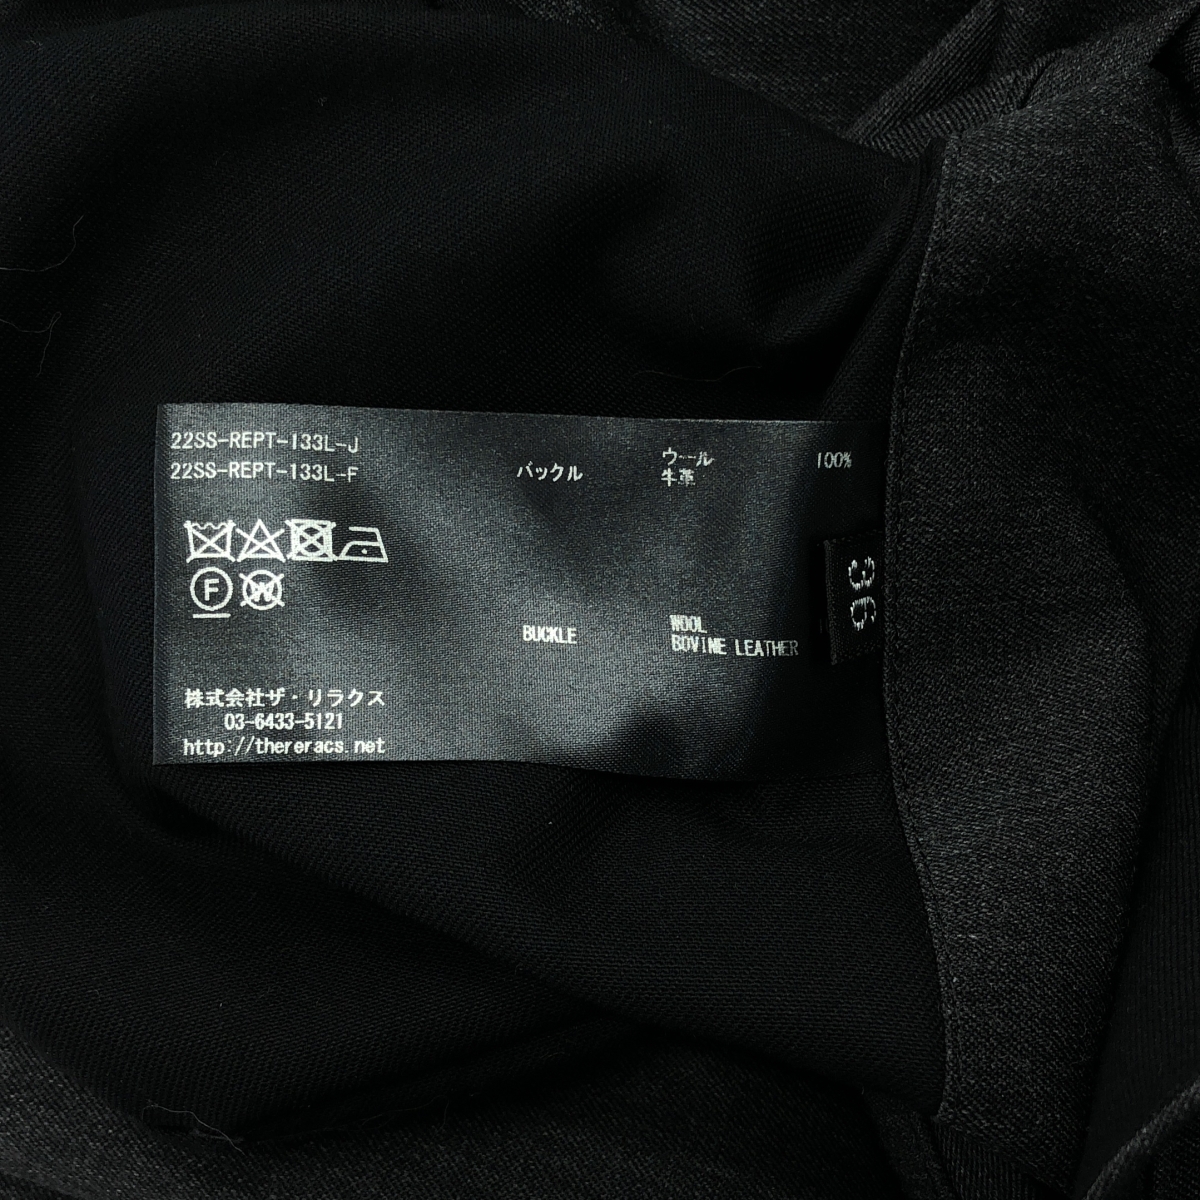 22SS-REPT-133L-J
22SS-REPT-133L-F
バックル
ウール 100%
牛革
F
W
BUCKLE
WOOL
BOVINE LEATHER
36
株式会社ザ・リラクス
03-6433-5121
http://thereracs.net